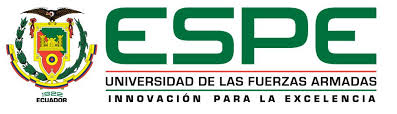 ESPE
UNIVERSIDAD DE LAS FUERZAS ARMADAS
INNOVACIÓN PARA LA EXCELENCIA
1922
ECUADOR